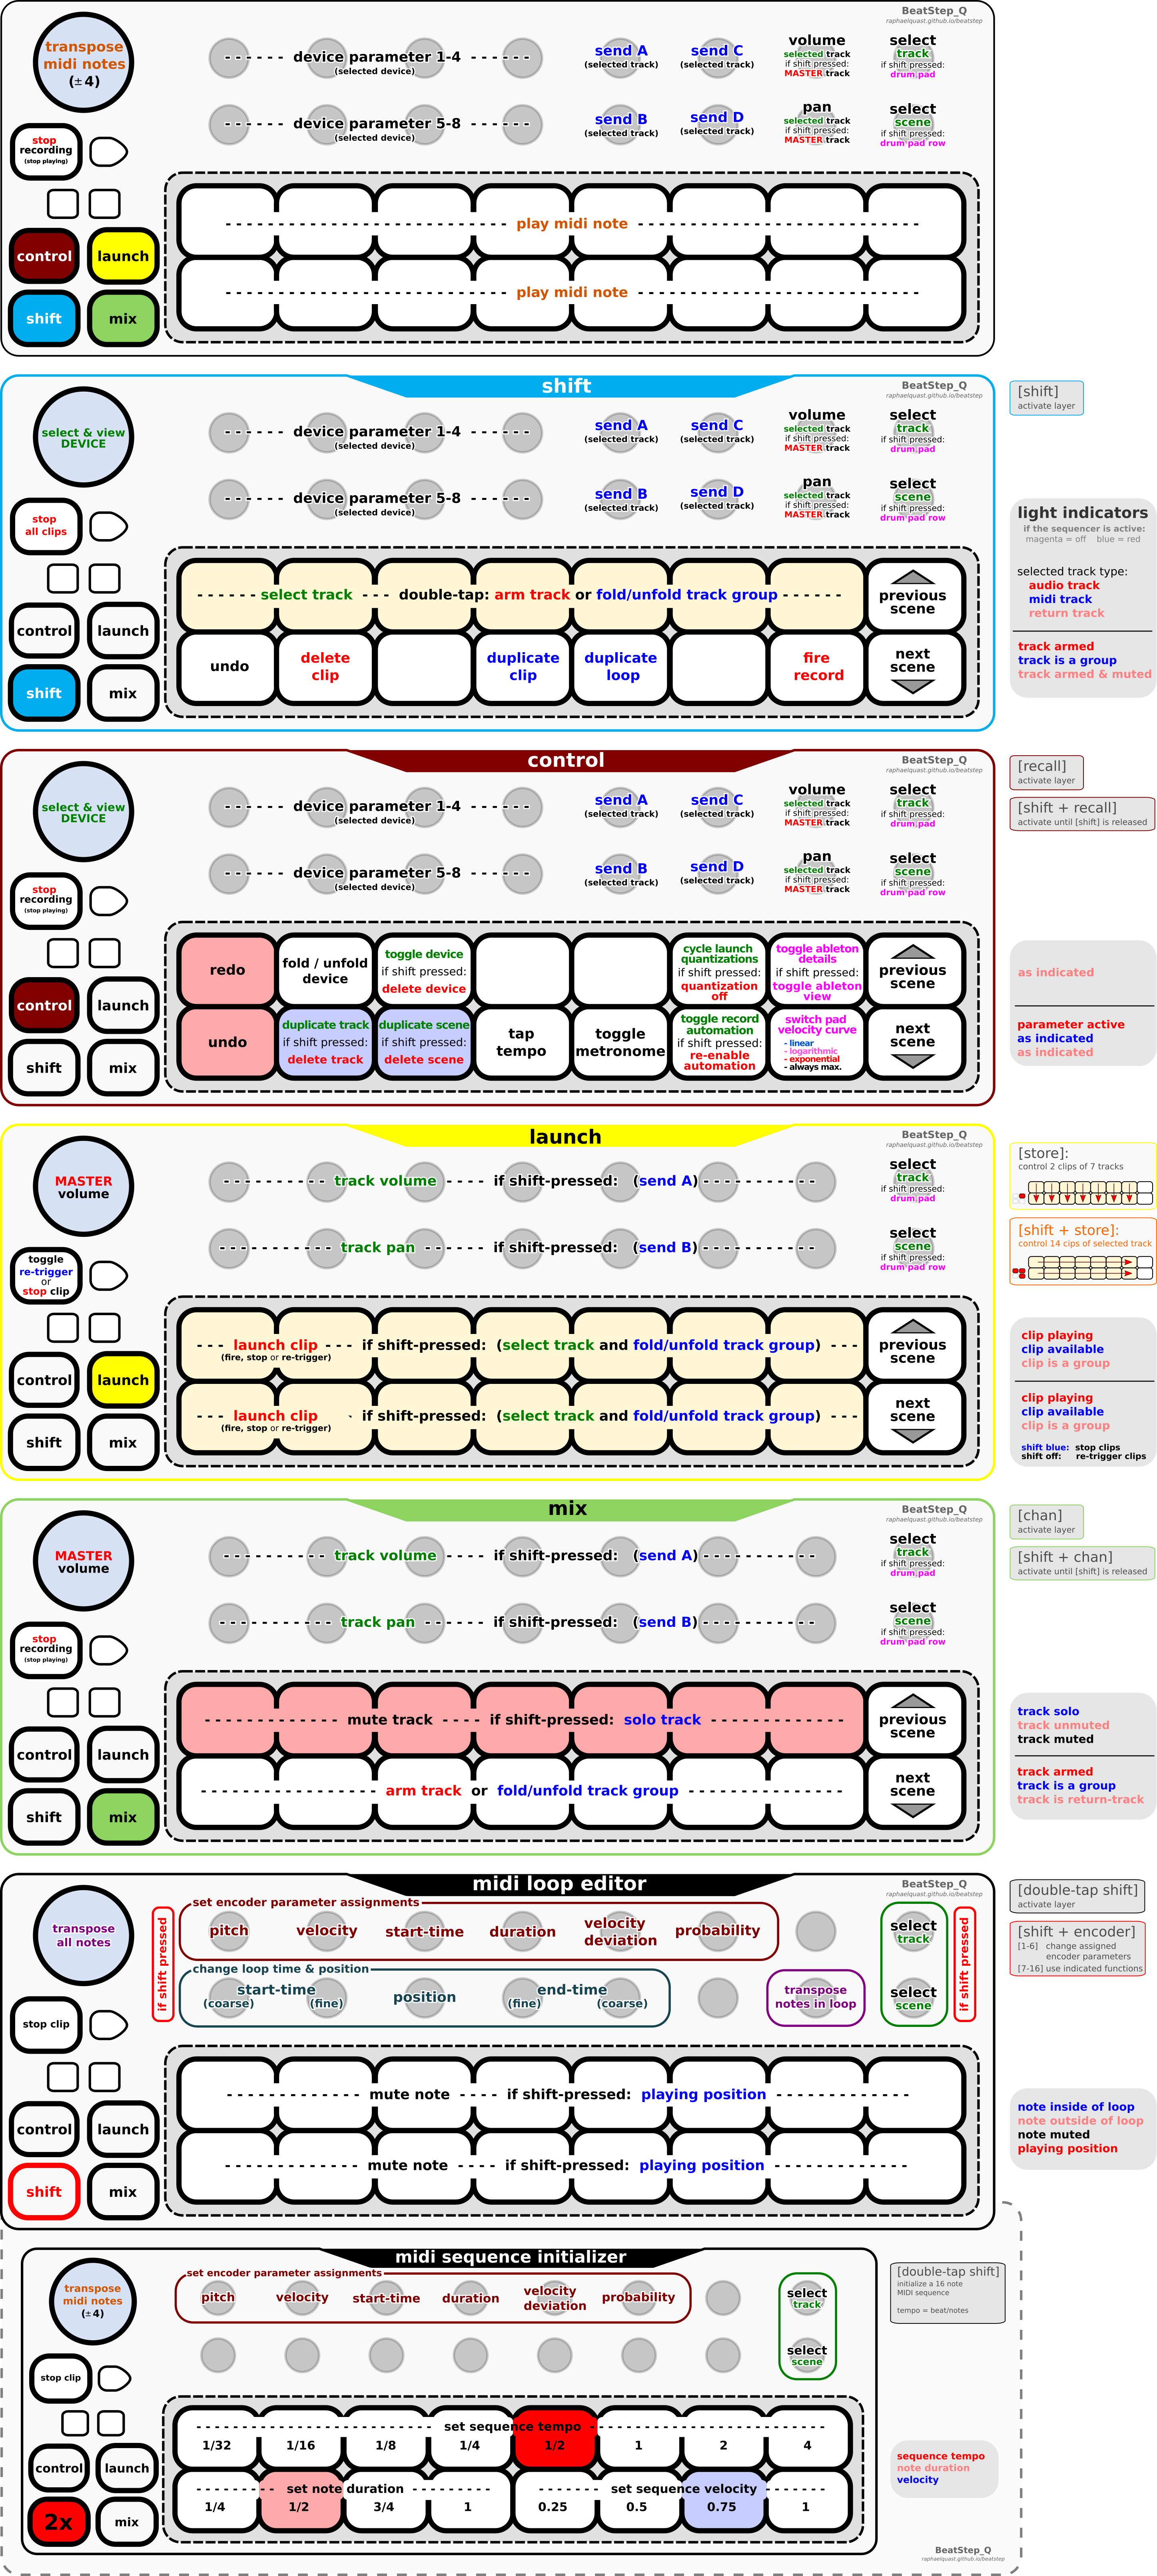 BeatStep_Q
raphaelquast.github.io/beatstep
transpose
midi notes
(±4)
- - - - - - device parameter 1-4 - - - - - -
(selected device)
send A
(selected track)
send C
(selected track)
volume
selected track
if shift pressed:
MASTER track
select
track
if shift pressed:
drum pad
- - - - - - device parameter 5-8 - - - - - -
(selected device)
send B
(selected track)
send D
(selected track)
pan
selected track
if shift pressed:
MASTER track
select
scene
if shift pressed:
drum pad row
stop
recording
(stop playing)
play midi note
play midi note
control
launch
shift
mix
shift
BeatStep_Q
raphaelquast.github.io/beatstep
[shift]
activate layer
select & view
DEVICE
- - - - - - device parameter 1-4 - - - - - -
(selected device)
send A
(selected track)
send C
(selected track)
volume
selected track
if shift pressed:
MASTER track
select
track
if shift pressed:
drum pad
- - - - - - device parameter 5-8 - - - - - -
(selected device)
send B
(selected track)
send D
(selected track)
pan
selected track
if shift pressed:
MASTER track
select
scene
if shift pressed:
drum pad row
stop
all clips
- - - - - - select track - - - double-tap: arm track or fold/unfold track group - - - - - -
previous
scene
undo
delete
clip
duplicate
clip
duplicate
loop
fire
record
next
scene
control
launch
shift
mix
light indicators
if the sequencer is active:
magenta = off blue = red
selected track type:
audio track
midi track
return track
track armed
track is a group
track armed & muted
control
BeatStep_Q
raphaelquast.github.io/beatstep
[recall]
activate layer
[shift + recall]
activate until [shift] is released
select & view
DEVICE
- - - - - - device parameter 1-4 - - - - - -
(selected device)
send A
(selected track)
send C
(selected track)
volume
selected track
if shift pressed:
MASTER track
select
track
if shift pressed:
drum pad
- - - - - - device parameter 5-8 - - - - - -
(selected device)
send B
(selected track)
send D
(selected track)
pan
selected track
if shift pressed:
MASTER track
select
scene
if shift pressed:
drum pad row
stop
recording
(stop playing)
redo
fold / unfold
device
toggle device
if shift pressed:
delete device
cycle launch
quantizations
if shift pressed:
quantization
off
toggle ableton
details
if shift pressed:
toggle ableton
view
previous
scene
undo
duplicate track
if shift pressed:
delete track
duplicate scene
if shift pressed:
delete scene
tap
tempo
toggle
metronome
toggle record
automation
if shift pressed:
re-enable
automation
switch pad
velocity curve
- linear
- logarithmic
- exponential
- always max.
next
scene
control
launch
shift
mix
as indicated
parameter active
as indicated
as indicated
launch
BeatStep_Q
raphaelquast.github.io/beatstep
[store]:
control 2 clips of 7 tracks
[shift + store]:
control 14 cips of selected track
MASTER
volume
- - - - - - - - - - track volume - - - - if shift-pressed: (send A) - - - - - - - - - -
select
track
if shift pressed:
drum pad
- - - - - - - - - - track pan - - - - - - if shift-pressed: (send B) - - - - - - - - - -
select
scene
if shift pressed:
drum pad row
toggle
re-trigger
or
stop clip
- - - launch clip - - - if shift-pressed: (select track and fold/unfold track group) - - -
(fire, stop or re-trigger)
previous
scene
- - - launch clip - if shift-pressed: (select track and fold/unfold track group) - - -
(fire, stop or re-trigger)
next
scene
control
launch
shift
mix
clip playing
clip available
clip is a group
clip playing
clip available
clip is a group
shift blue: stop clips
shift off: re-trigger clips
mix
BeatStep_Q
raphaelquast.github.io/beatstep
[chan]
activate layer
[shift + chan]
activate until [shift] is released
MASTER
volume
- - - - - - - - - - track volume - - - - if shift-pressed: (send A) - - - - - - - - - -
select
track
if shift pressed:
drum pad
- - - - - - - - - - track pan - - - - - - if shift-pressed: (send B) - - - - - - - - - -
select
scene
if shift pressed:
drum pad row
stop
recording
(stop playing)
mute track - - - - if shift-pressed: solo track
previous
scene
arm track or fold/unfold track group
next
scene
control
launch
shift
mix
track solo
track unmuted
track muted
track armed
track is a group
track is return-track
midi loop editor
BeatStep_Q
raphaelquast.github.io/beatstep
[double-tap shift]
activate layer
[shift + encoder]
[1-6] change assigned
encoder parameters
[7-16] use indicated functions
transpose
all notes
if shift pressed
set encoder parameter assignments
pitch
velocity
start-time
duration
velocity
deviation
probability
select
track
if shift pressed
change loop time & position
start-time
(coarse)
(fine)
position
end-time
(fine)
(coarse)
transpose
notes in loop
select
scene
stop clip
mute note - - - - if shift-pressed: playing position
mute note - - - - if shift-pressed: playing position
control
launch
shift
mix
note inside of loop
note outside of loop
note muted
playing position
midi sequence initializer
[double-tap shift]
initialize a 16 note
MIDI sequence
tempo = beat/notes
transpose
midi notes
(±4)
set encoder parameter assignments
pitch
velocity
start-time
duration
velocity
deviation
probability
select
track
select
scene
stop clip
set sequence tempo
1/32
1/16
1/8
1/4
1/2
1
2
4
set note duration
set sequence velocity
1/4
1/2
3/4
1
0.25
0.5
0.75
1
control
launch
2x
mix
sequence tempo
note duration
velocity
BeatStep_Q
raphaelquast.github.io/beatstep